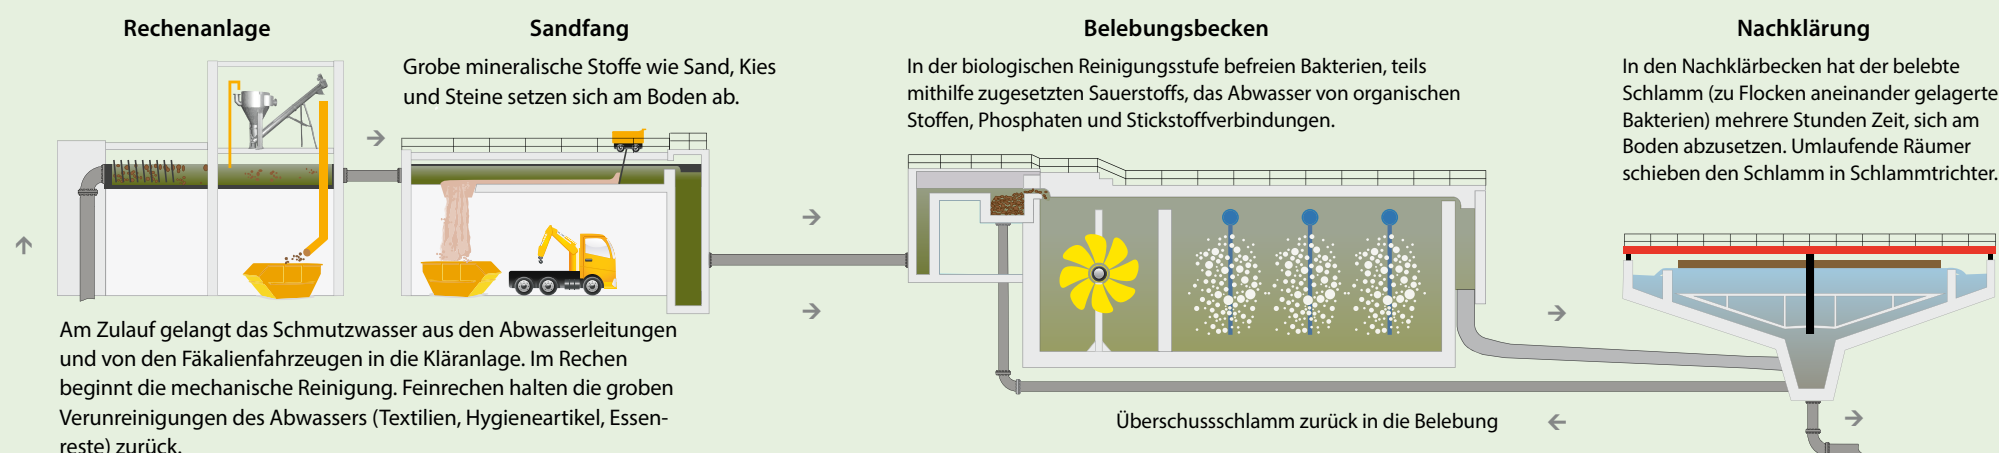 Rechenanlage
Am Zulauf gelangt das Schmutzwasser aus den Abwasserleitungen
und von den Fäkalienfahrzeugen in die Kläranlage. Im Rechen
beginnt die mechanische Reinigung. Feinrechen halten die groben
Verunreinigungen des Abwassers (Textilien, Hygieneartikel, Essen-
reste) zurück.
Sandfang
Grobe mineralische Stoffe wie Sand, Kies
und Steine setzen sich am Boden ab.
Belebungsbecken
In der biologischen Reinigungsstufe befreien Bakterien, teils
mithilfe zugesetzten Sauerstoffs, das Abwasser von organischen
Stoffen, Phosphaten und Stickstoffverbindungen.
Überschussschlamm zurück in die Belebung
Nachklärung
In den Nachklärbecken hat der belebte
Schlamm (zu Flocken aneinander gelagerte
Bakterien) mehrere Stunden Zeit, sich am
Boden abzusetzen. Umlaufende Räumer
schieben den Schlamm in Schlammtrichter.